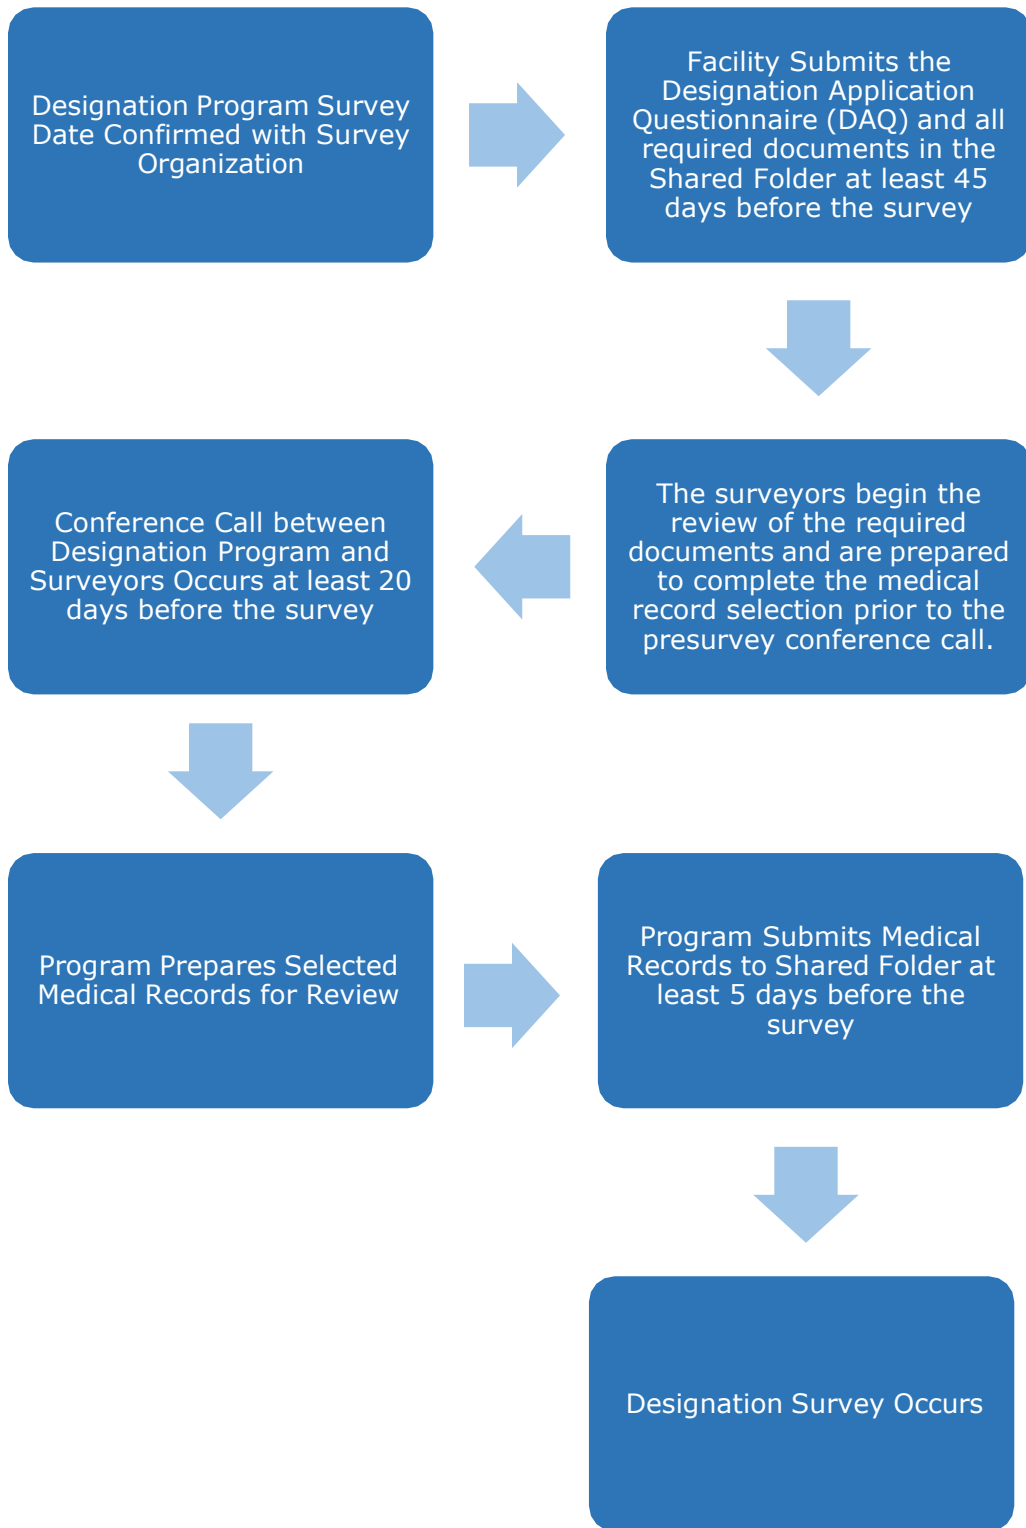 Designation Program Survey
Date Confirmed with Survey
Organization
Facility Submits the
Designation Application
Questionnaire (DAQ) and all
required documents in the
Shared Folder at least 45
days before the survey
The surveyors begin the
review of the required
documents and are prepared
to complete the medical
record selection prior to the
presurvey conference call.
Conference Call between
Designation Program and
Surveyors Occurs at least 20
days before the survey
Program Prepares Selected
Medical Records for Review
Program Submits Medical
Records to Shared Folder at
least 5 days before the
survey
Designation Survey Occurs